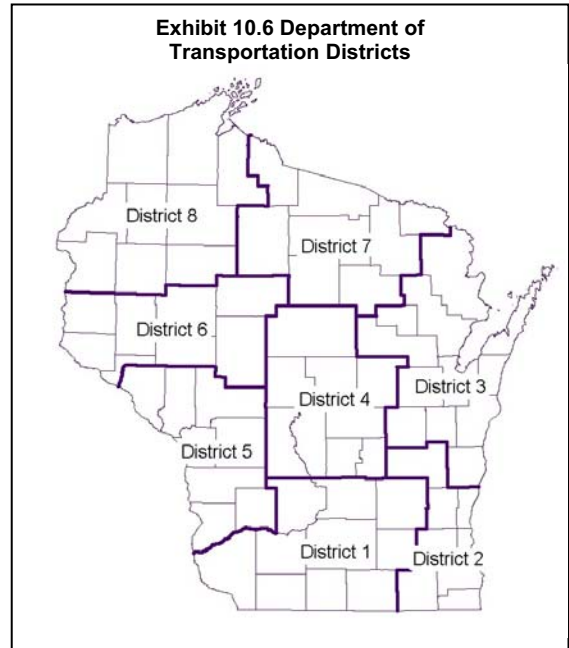 Exhibit 10.6 Department of
Transportation Districts
District 8
District 7
District 6
District 4
District 3
District 5
District 1
District 2